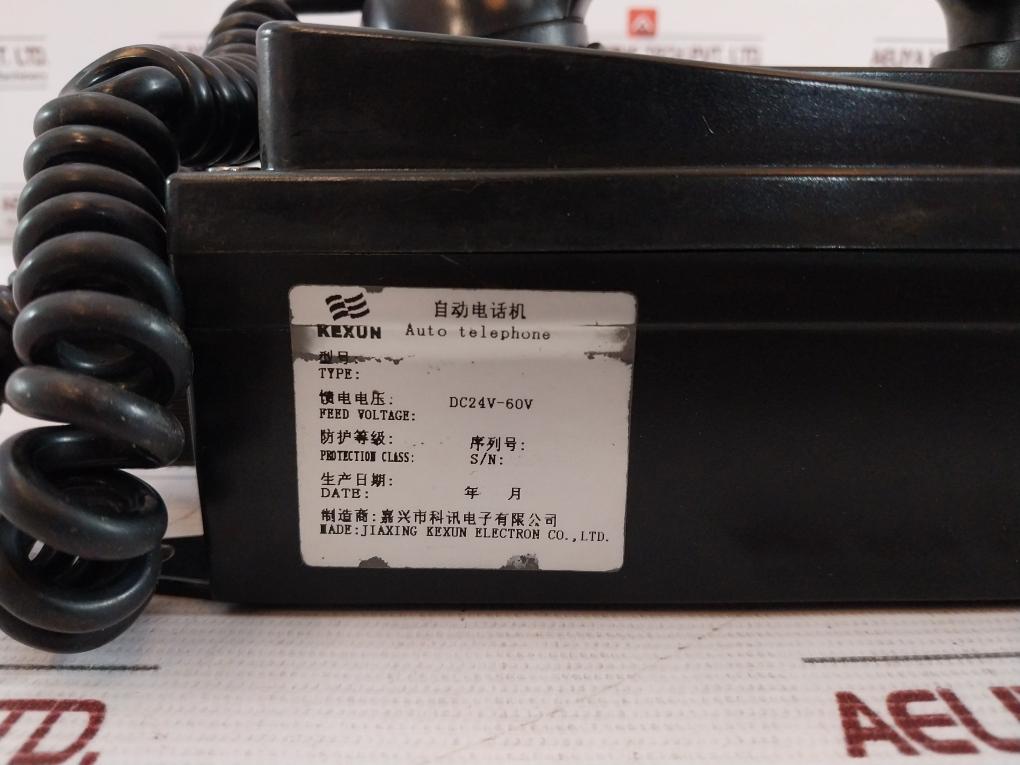 自动电话机
KEXUN Auto telephone
型号:
TYPE:
馈电电压: DC24V-60V
FEED VOLTAGE:
防护等级: 序列号:
PROTECTION CLASS: S/N:
生产日期:
DATE: 年 月
制造商:嘉兴市科讯电子有限公司
MADE:JIAXING KEXUN ELECTRON CO.,LTD.
LTD.